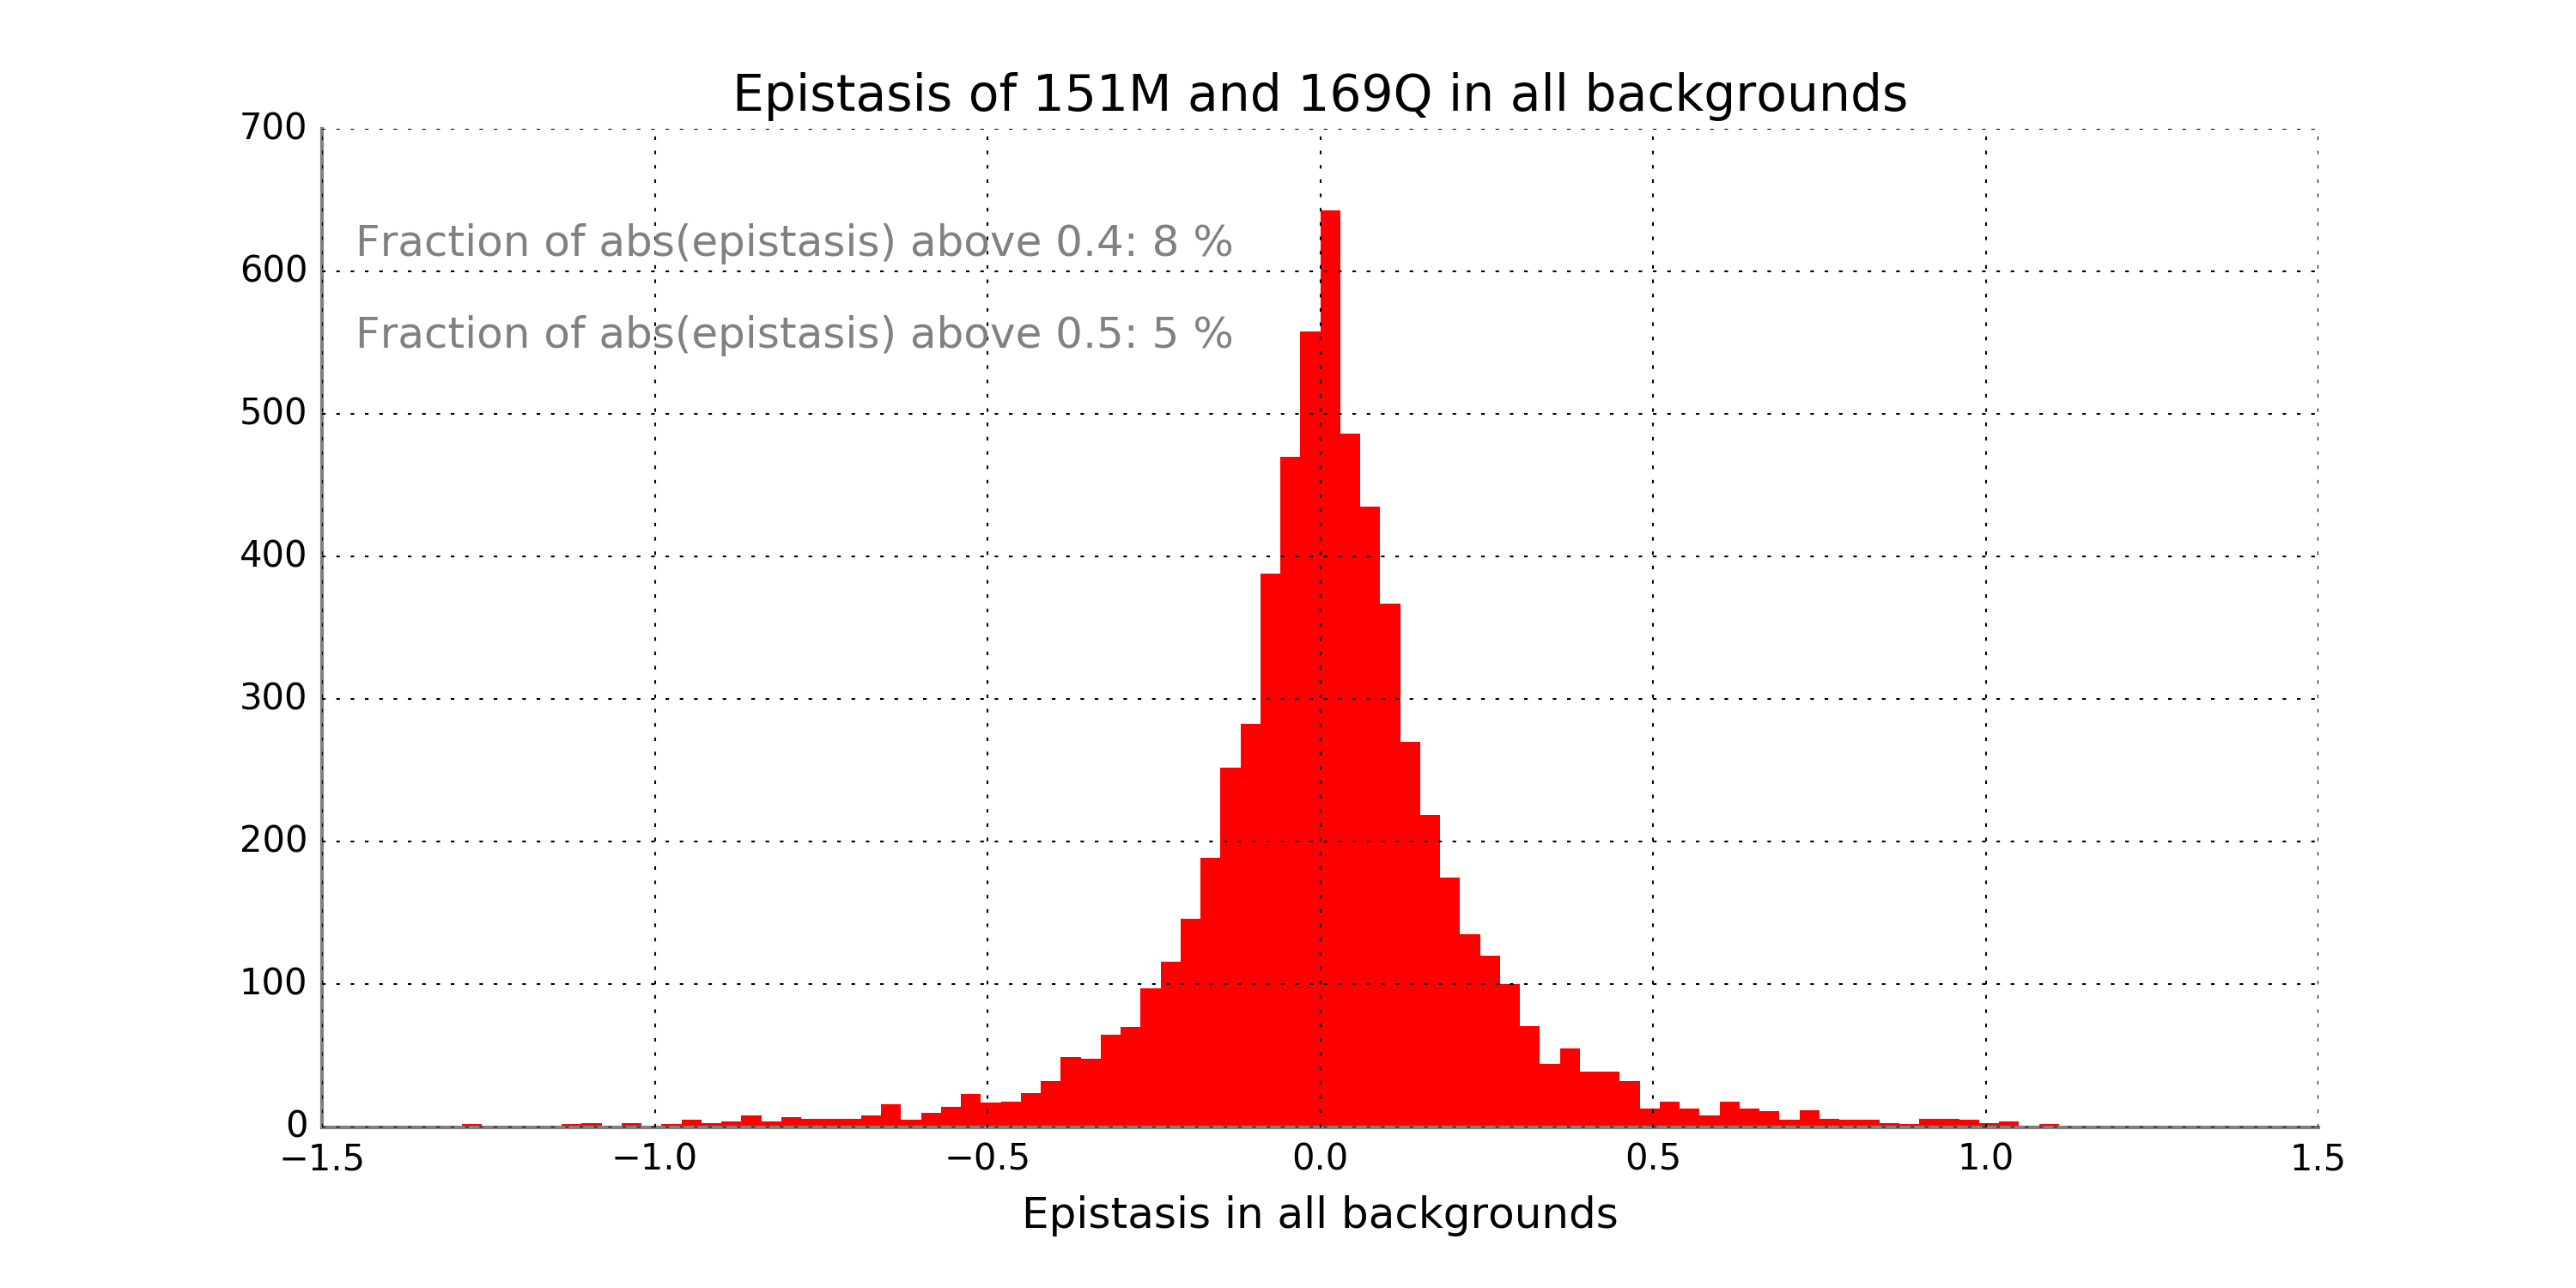 Epistasis of 151M and 169Q in all backgrounds
700
600
500
400
300
200
100
0
Fraction of abs(epistasis) above 0.4: 8 %
Fraction of abs(epistasis) above 0.5: 5 %
−1.5 −1.0 −0.5 0.0 0.5 1.0 1.5
Epistasis in all backgrounds